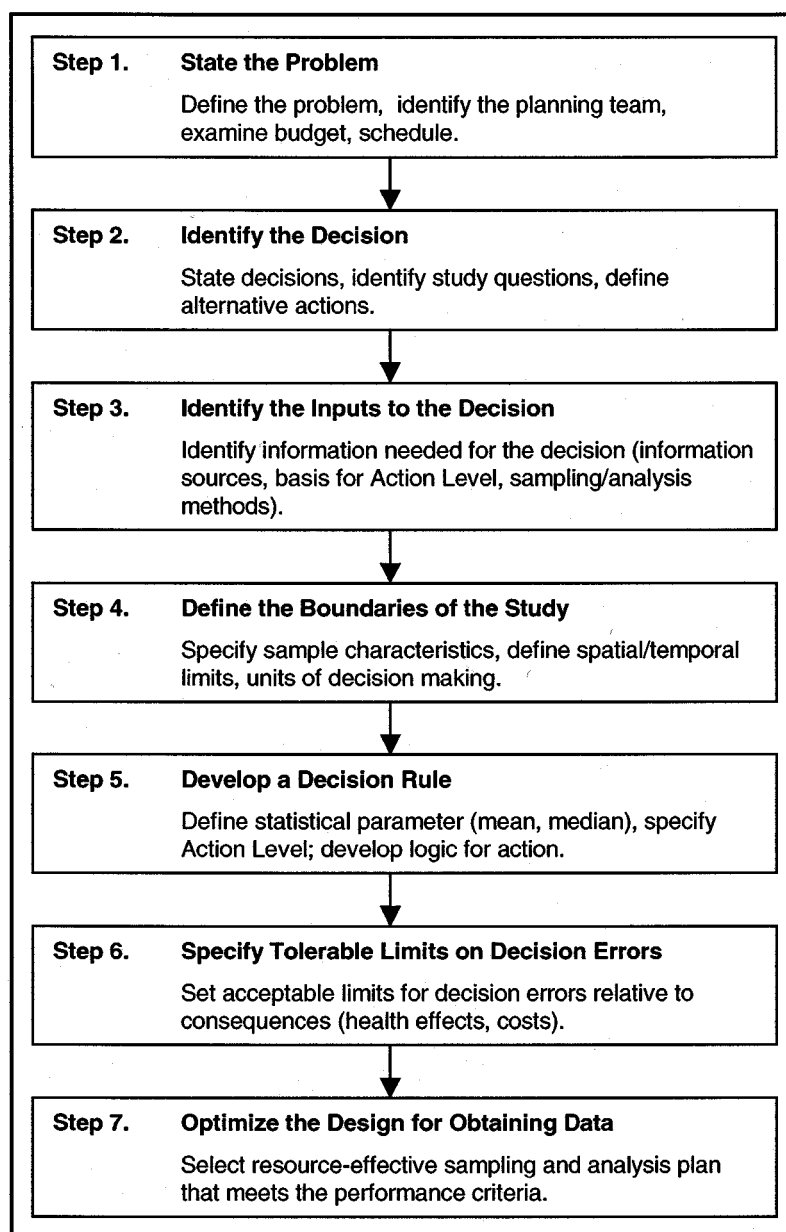 Step 1. State the Problem
Define the problem, identify the planning team,
examine budget, schedule.
Step 2. Identify the Decision
State decisions, identify study questions, define
alternative actions.
Step 3. Identify the Inputs to the Decision
Identify information needed for the decision (information
sources, basis for Action Level, sampling/analysis
methods).
Step 4. Define the Boundaries of the Study
Specify sample characteristics, define spatial/temporal
limits, units of decision making.
Step 5. Develop a Decision Rule
Define statistical parameter (mean, median), specify
Action Level; develop logic for action.
Step 6. Specify Tolerable Limits on Decision Errors
Set acceptable limits for decision errors relative to
consequences (health effects, costs).
Step 7. Optimize the Design for Obtaining Data
Select resource-effective sampling and analysis plan
that meets the performance criteria.